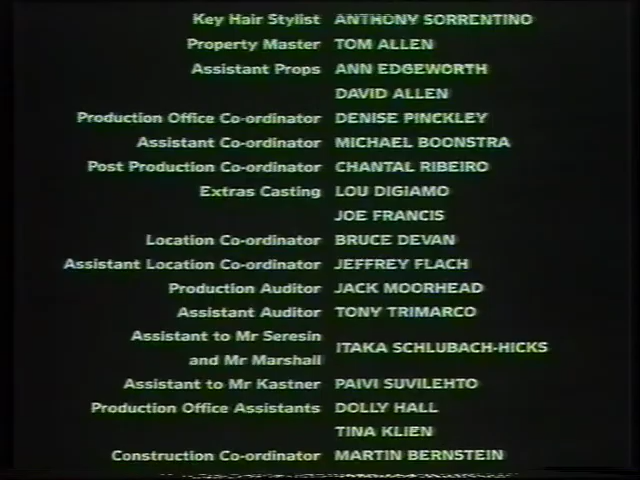 Key Hair Stylist ANTHONY SORRENTINO
Property Master TOM ALLEN
Assistant Props ANN EDGEWORTH
DAVID ALLEN
Production Office Co-ordinator DENISE PINCKLEY
Assistant Co-ordinator MICHAEL BOONSTRA
Post Production Co-ordinator CHANTAL RIBEIRO
Extras Casting LOU DIGIAMO
JOE FRANCIS
Location Co-ordinator BRUCE DEVAN
Assistant Location Co-ordinator JEFFREY FLACH
Production Auditor JACK MOORHEAD
Assistant Auditor TONY TRIMARCO
Assistant to Mr Seresin
and Mr Marshall ITAKA SCHLUBACH-HICKS
Assistant to Mr Kastner PAIVI SUVILEHTO
Production Office Assistants DOLLY HALL
TINA KLIEN
Construction Co-ordinator MARTIN BERNSTEIN